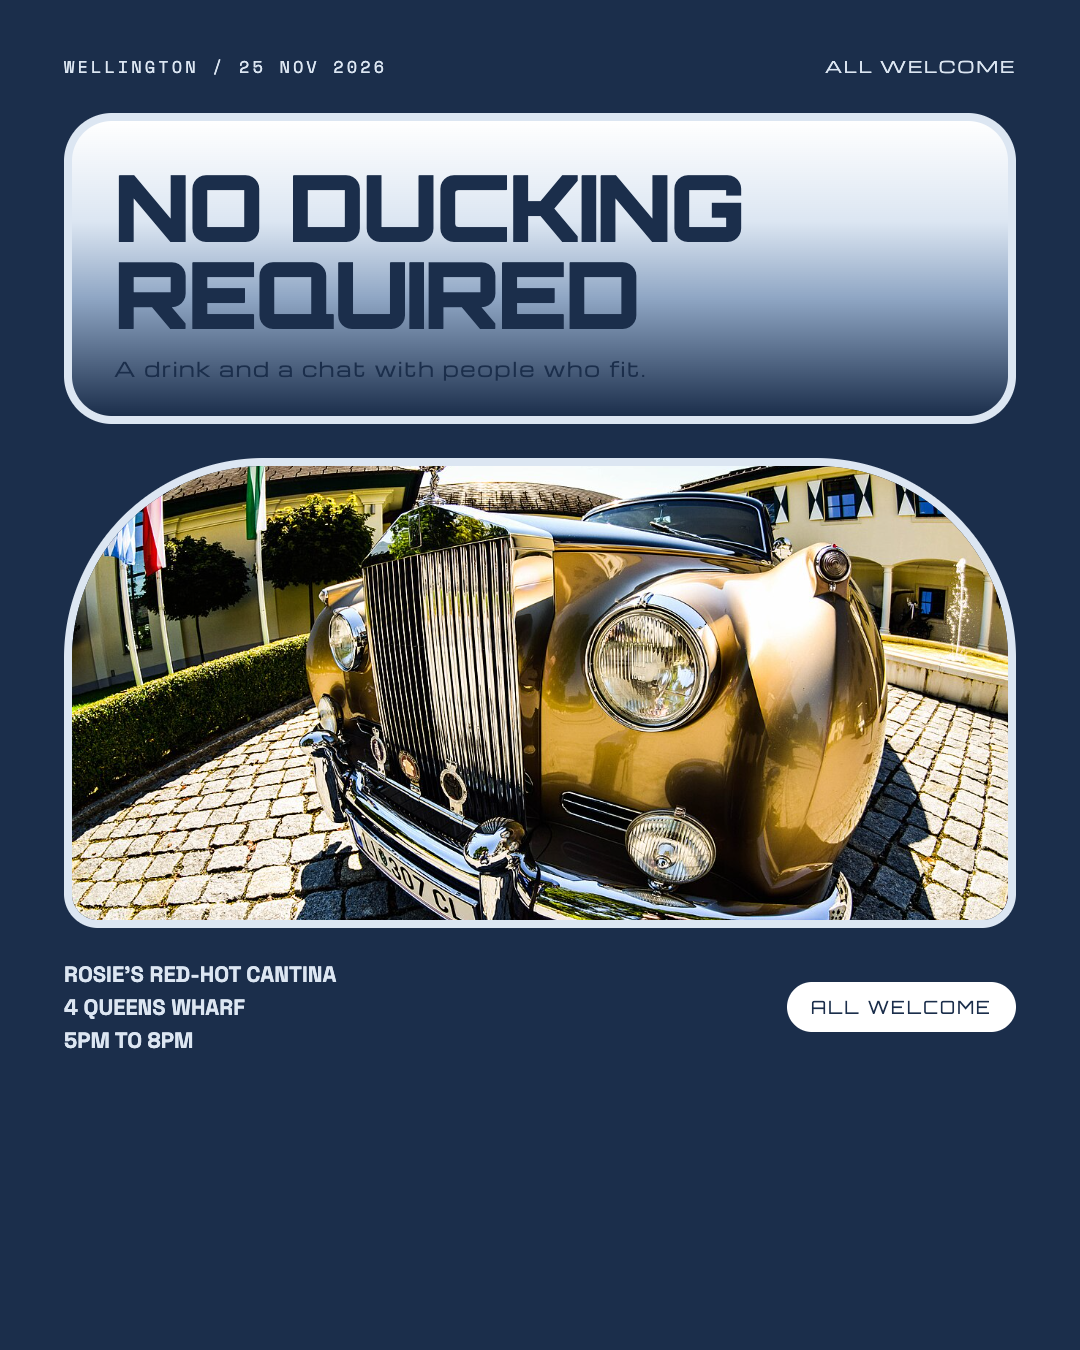 WELLINGTON / 25 NOV 2026
ALL WELCOME
NO DUCKING
REQUIRED
A drink and a chat with people who fit.
307 CL
ROSIE’S RED-HOT CANTINA
4 QUEENS WHARF
5PM TO 8PM
ALL WELCOME